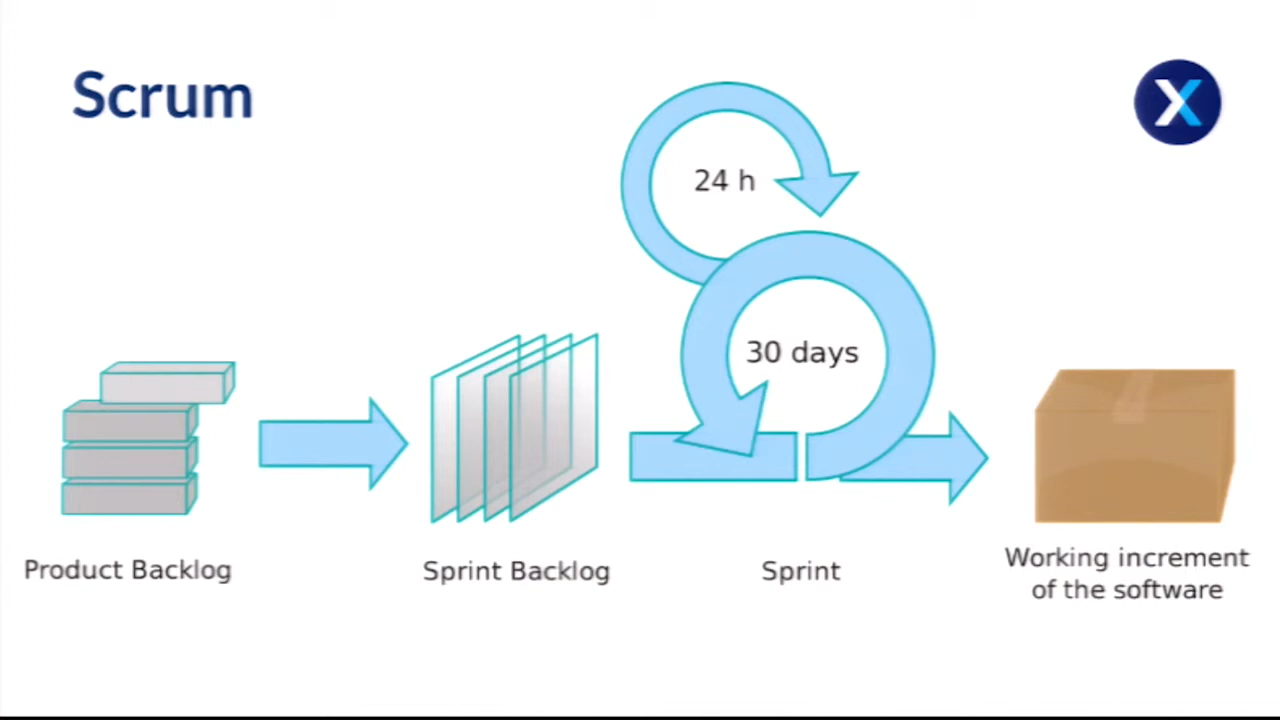 Scrum
X
24 h
30 days
Product Backlog
Sprint Backlog
Sprint
Working increment
of the software